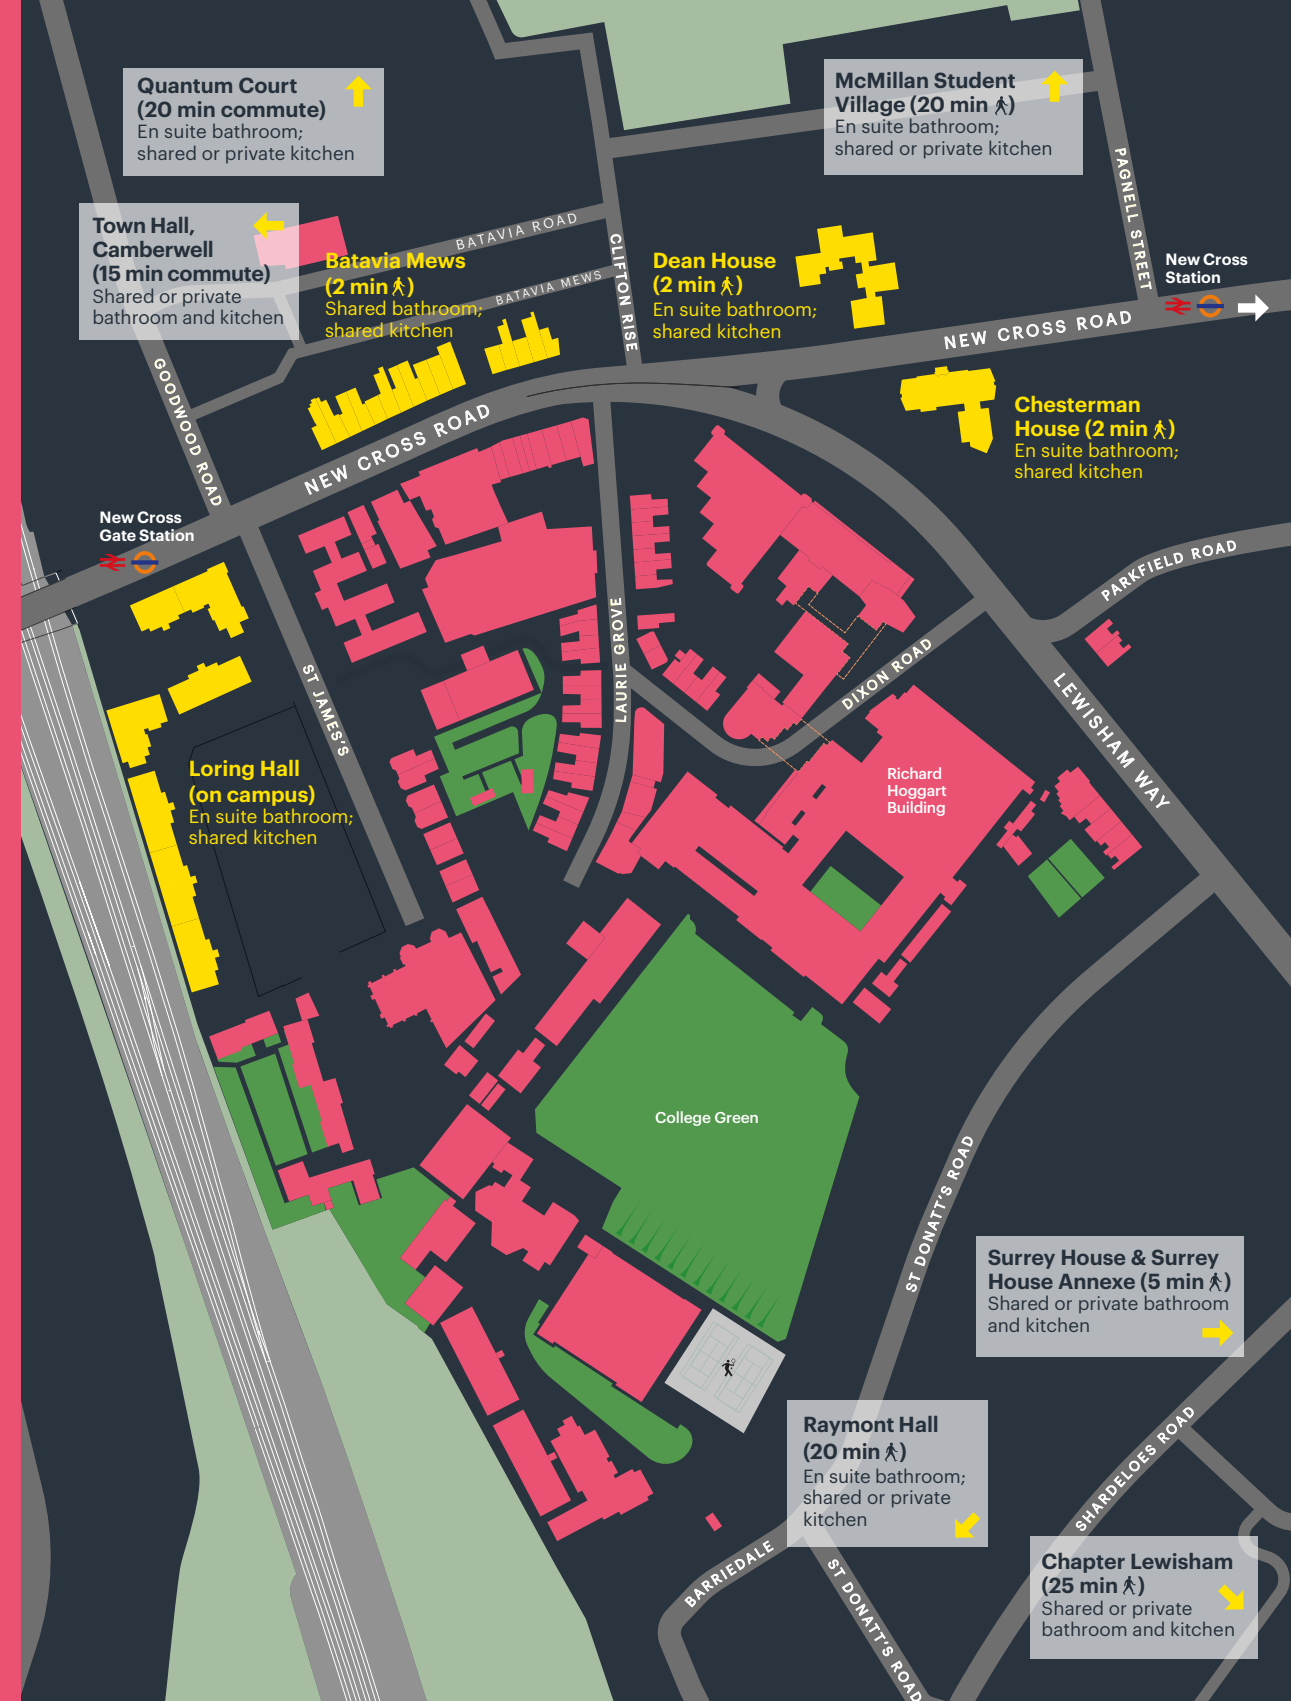 Quantum Court
(20 min commute)
En suite bathroom;
shared or private kitchen
McMillan Student
Village (20 min)
En suite bathroom;
shared or private kitchen
PAGNELL STREET
Town Hall,
Camberwell
(15 min commute)
Shared or private
bathroom and kitchen
BATAVIA ROAD
BATAVIA MEWS
CLIFTON RISE
Batavia Mews
(2 min)
Shared bathroom;
shared kitchen
Dean House
(2 min)
En suite bathroom;
shared kitchen
New Cross
Station
NEW CROSS ROAD
GOODWOOD ROAD
NEW CROSS ROAD
Chesterman
House (2 min)
En suite bathroom;
shared kitchen
New Cross
Gate Station
PARKFIELD ROAD
LAURIE GROVE
DIXON ROAD
ST JAMES'S
LEWISHAM WAY
Loring Hall
(on campus)
En suite bathroom;
shared kitchen
Richard
Hoggart
Building
College Green
ST DONATT'S ROAD
Surrey House & Surrey
House Annexe (5 min)
Shared or private bathroom
and kitchen
Raymont Hall
(20 min)
En suite bathroom;
shared or private
kitchen
SHARDELOES ROAD
BARRIEDALE
ST DONATT'S ROAD
Chapter Lewisham
(25 min)
Shared or private
bathroom and kitchen